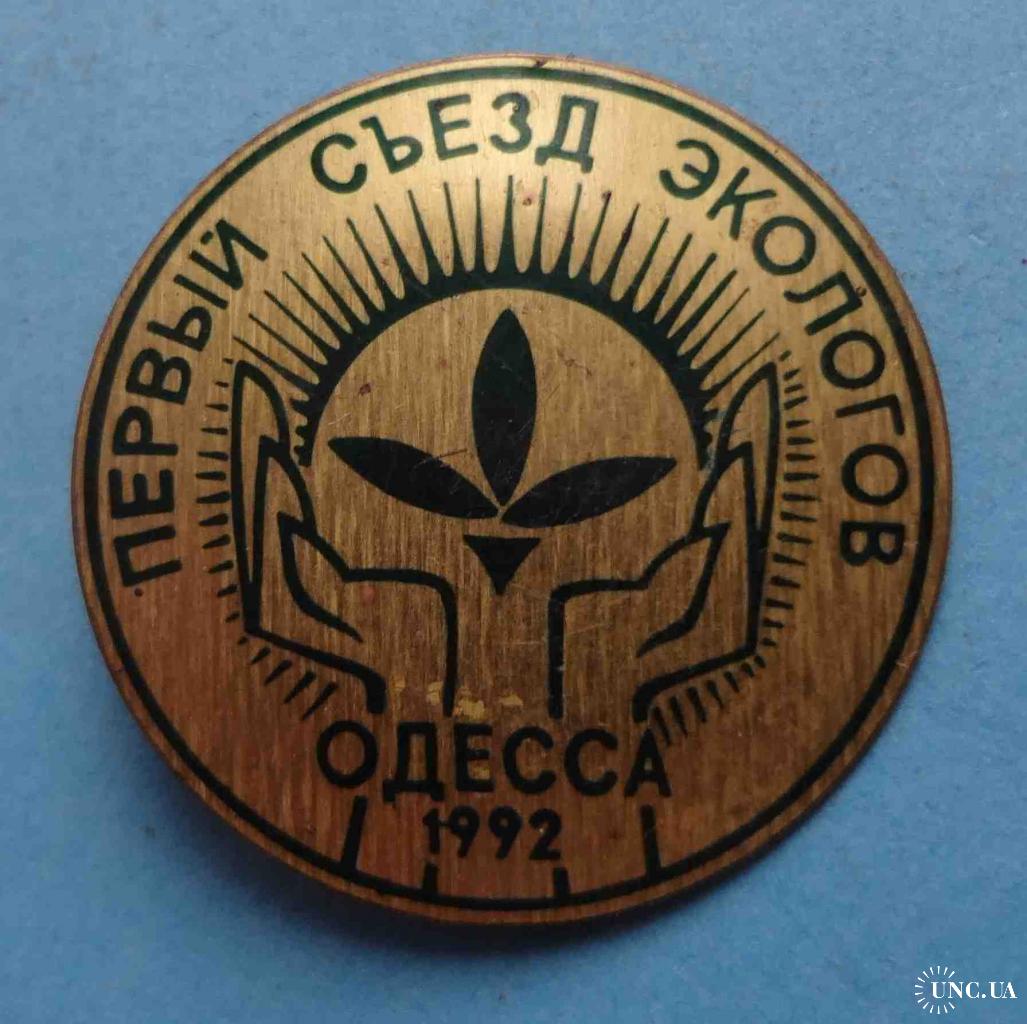 ПЕРВЫЙ СЪЕЗД ЭКОЛОГОВ
ОДЕССА
1992
UNC.UA